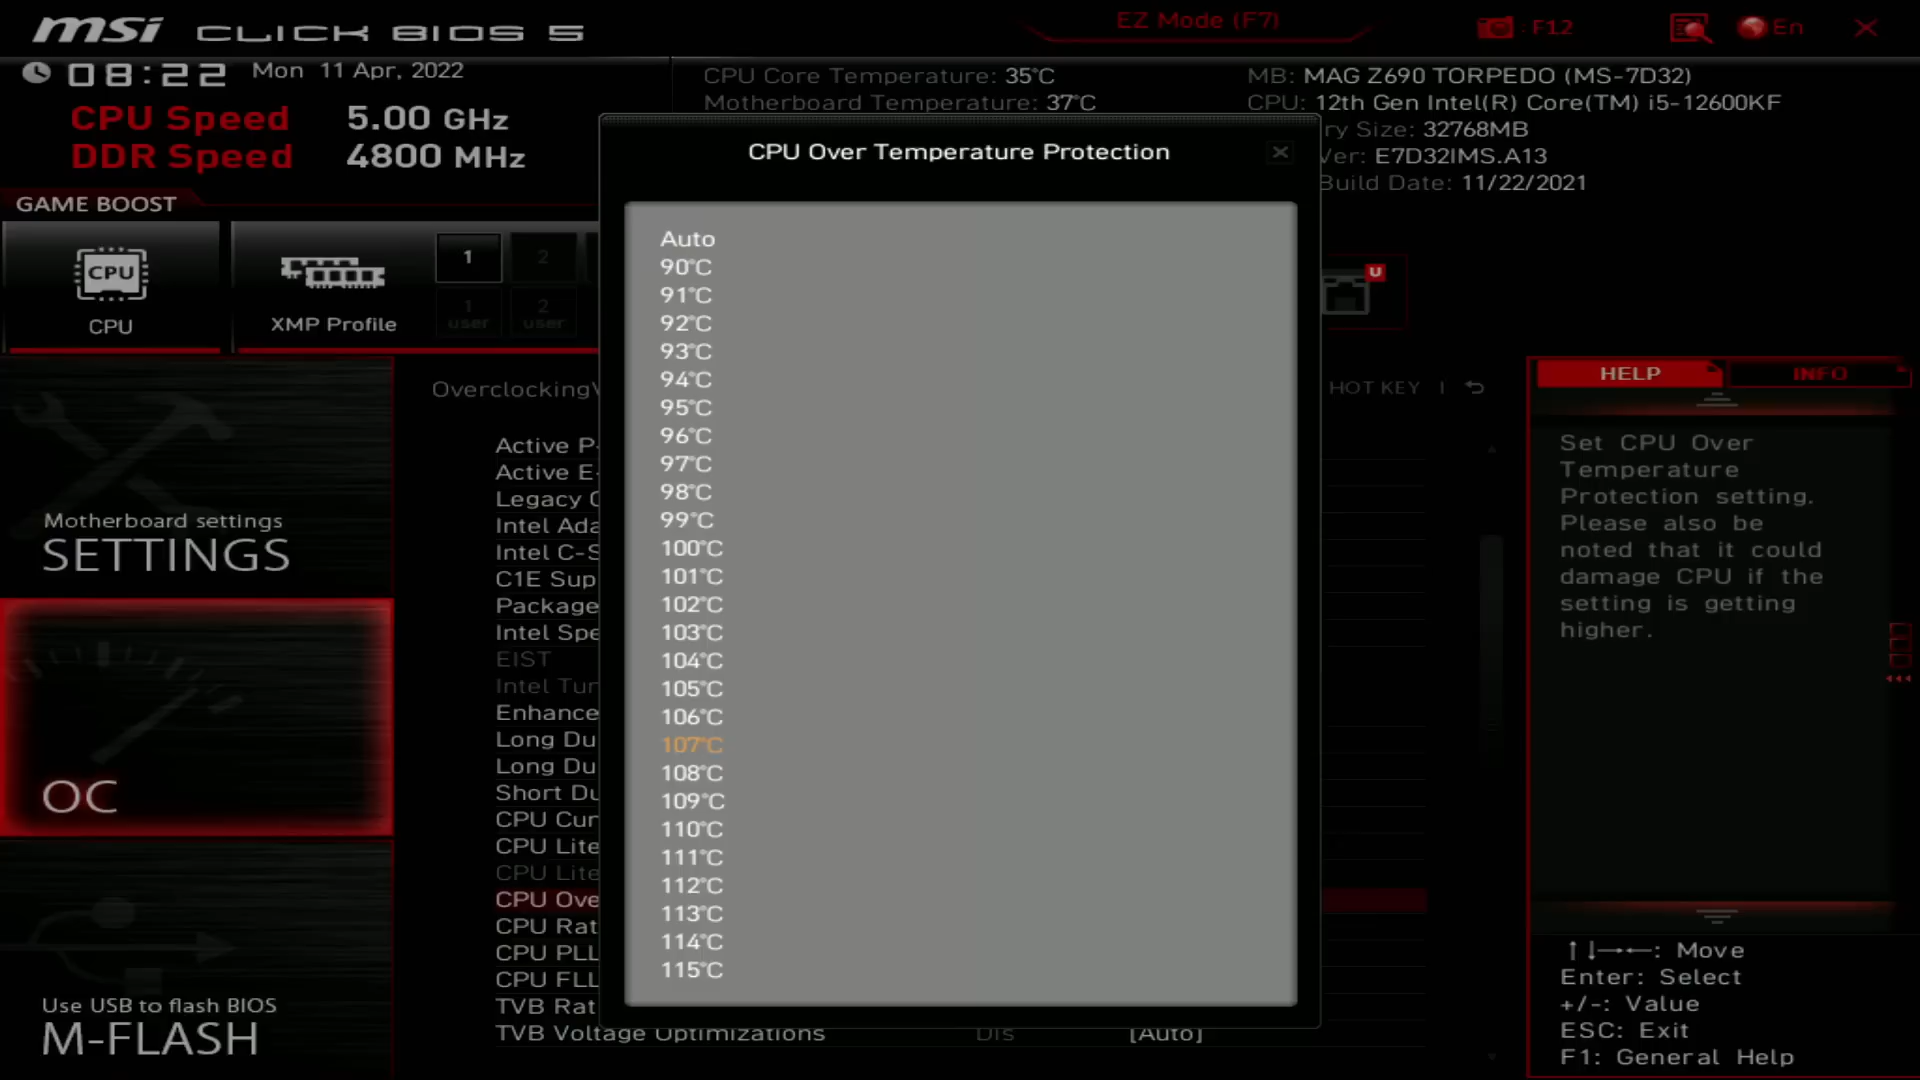 msi CLICK BIOS 5
EZ Mode (F7)
: F12
En
08:22
Mon 11 Apr, 2022
CPU Speed 5.00 GHz
DDR Speed 4800 MHz
CPU Core Temperature: 35°C
Motherboard Temperature: 37°C
MB: MAG Z690 TORPEDO (MS-7D32)
CPU: 12th Gen Intel(R) Core(TM) i5-12600KF
ry Size: 32768MB
Ver: E7D32IMS.A13
Build Date: 11/22/2021
GAME BOOST
CPU
CPU
XMP Profile
1 2
1 2
user user
U
Motherboard settings
SETTINGS
OC
Use USB to flash BIOS
M-FLASH
Overclocking\
HOT KEY |
Active P-
Active E-
Legacy
Intel Ada
Intel C-S
C1E Sup
Package
Intel Spe
EIST
Intel Tur
Enhance
Long Du
Long Du
Short Du
CPU Cur
CPU Lite
CPU Lite
CPU Ove
CPU Rat
CPU PLL
CPU FLL
TVB Rat
TVB Voltage Optimizations Dis [Auto]
CPU Over Temperature Protection
Auto
90°C
91°C
92°C
93°C
94°C
95°C
96°C
97°C
98°C
99°C
100°C
101°C
102°C
103°C
104°C
105°C
106°C
107°C
108°C
109°C
110°C
111°C
112°C
113°C
114°C
115°C
HELP
INFO
Set CPU Over
Temperature
Protection setting.
Please also be
noted that it could
damage CPU if the
setting is getting
higher.
↑↓→←: Move
Enter: Select
+/-: Value
ESC: Exit
F1: General Help